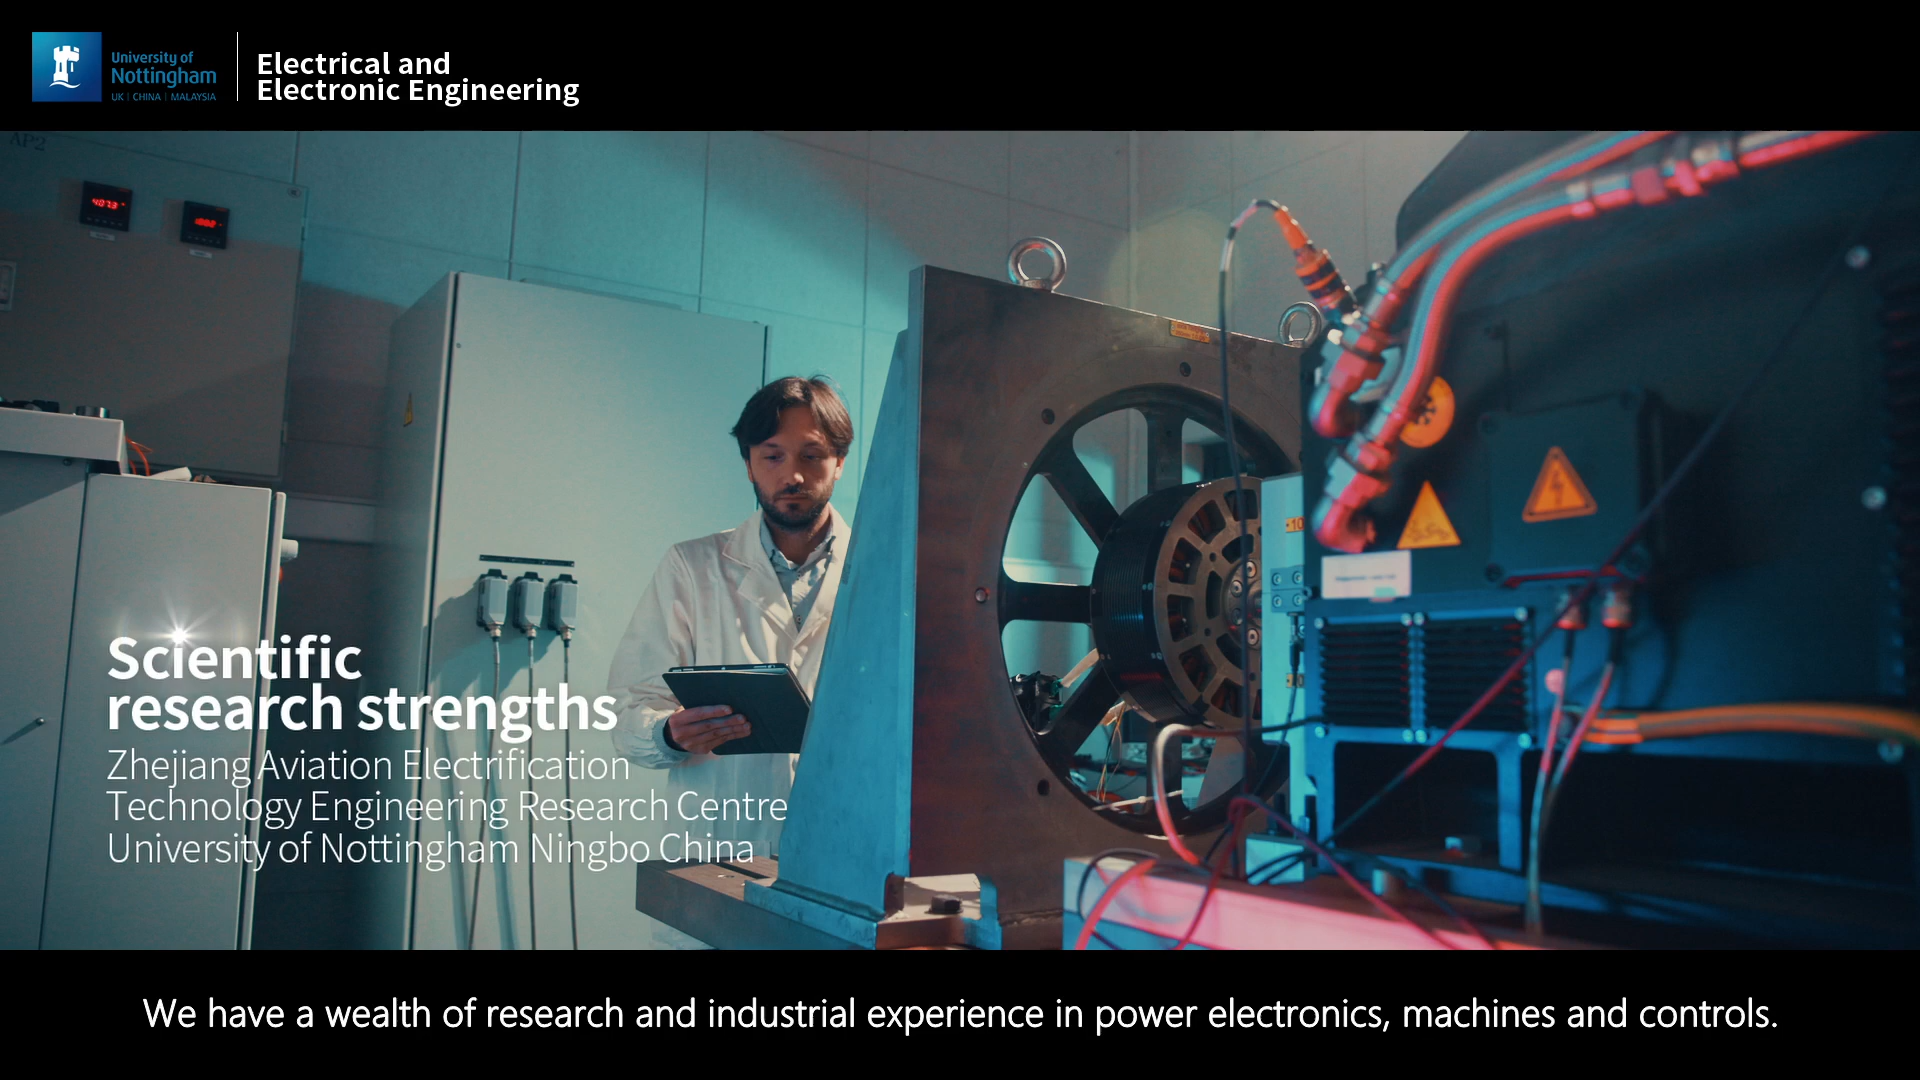 University of
Nottingham
UK | CHINA | MALAYSIA
Electrical and
Electronic Engineering
AP2
Scientific
research strengths
Zhejiang Aviation Electrification
Technology Engineering Research Centre
University of Nottingham Ningbo China
We have a wealth of research and industrial experience in power electronics, machines and controls.